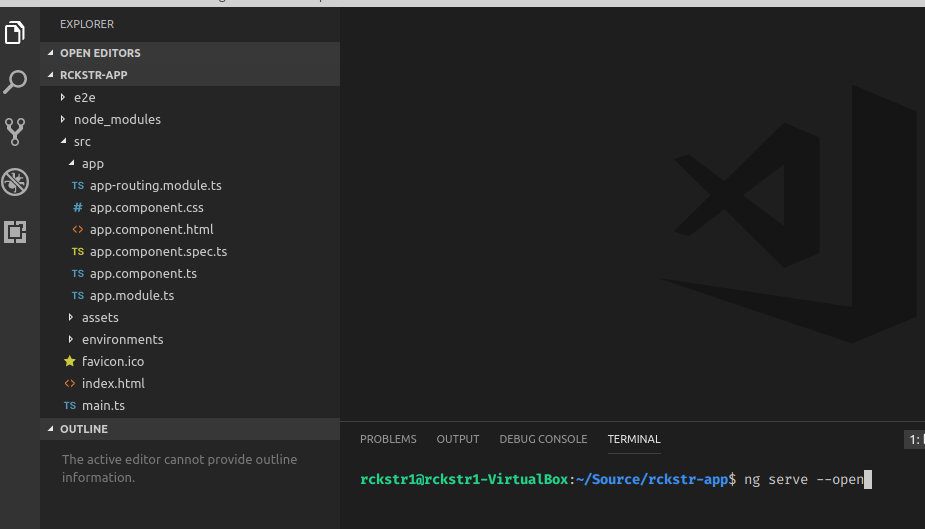 EXPLORER
OPEN EDITORS
RCKSTR-APP
e2e
node_modules
src
app
TS app-routing.module.ts
# app.component.css
<> app.component.html
TS app.component.spec.ts
TS app.component.ts
TS app.module.ts
assets
environments
favicon.ico
<> index.html
TS main.ts
OUTLINE
The active editor cannot provide outline
information.
PROBLEMS OUTPUT DEBUG CONSOLE TERMINAL 1:
rckstr1@rckstr1-VirtualBox:~/Source/rckstr-app$ ng serve --open